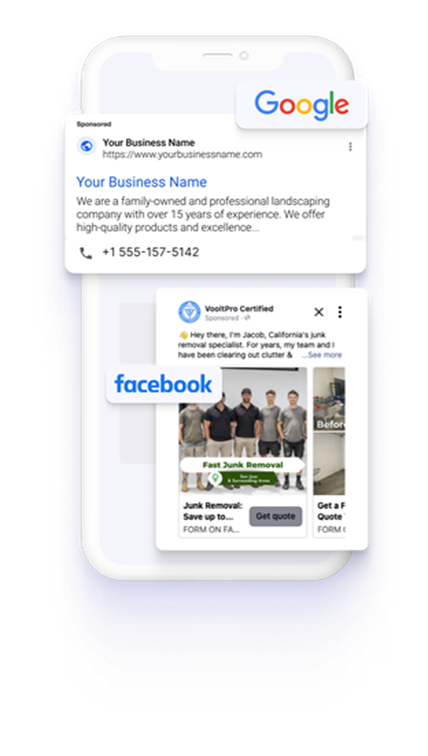 Google
Sponsored
Your Business Name
https://www.yourbusinessname.com
Your Business Name
We are a family-owned and professional landscaping
company with over 15 years of experience. We offer
high-quality products and excellence...
+1 555-157-5142
VooltPro Certified
Sponsored ·
👋 Hey there, I'm Jacob, California's junk
removal specialist. For years, my team and I
have been clearing out clutter & ...See more
facebook
Before
Fast Junk Removal
San Jose
& Surrounding Areas
Junk Removal:
Save up to...
FORM ON FA...
Get quote
Get a F
Quote
FORM